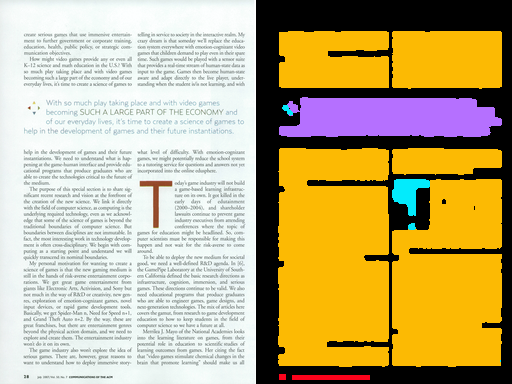 create serious games that use immersive entertain-
ment to further government or corporate training,
education, health, public policy, or strategic com-
munication objectives.
How might video games provide any or even all
K–12 science and math education in the U.S.? With
so much play taking place and with video games
becoming such a large part of the economy and of our
everyday lives, it's time to create a science of games to
telling in service to society in the interactive realm. My
crazy dream is that someday we'll replace the educa-
tion system everywhere with emotion-cognizant video
games that children demand to play even in their spare
time. Such games would be played with a sensor suite
that provides a real-time stream of human-state data as
input to the game. Games then become human-state
aware and adapt directly to the live player, under-
standing when the student is/is not learning, and with
With so much play taking place and with video games
becoming SUCH A LARGE PART OF THE ECONOMY and
of our everyday lives, it's time to create a science of games to
help in the development of games and their future instantiations.
help in the development of games and their future
instantiations. We need to understand what is hap-
pening at the game-human interface and provide edu-
cational programs that produce graduates who are
able to create the technologies critical to the future of
the medium.
The purpose of this special section is to share sig-
nificant recent research and vision at the forefronts of
the creation of the new science. We link it directly
with the field of computer science, as computing is the
underlying required technology, even as we acknowl-
edge that some of the science of games is beyond the
traditional boundaries of computer science. But
boundaries between disciplines are not immutable. In
fact, the most interesting work in technology develop-
ment is often cross-disciplinary. We begin with com-
puting as a starting point and understand we will
quickly transcend to nominal boundaries.
My personal motivation for wanting to create a
science of games is that the new gaming medium is
still in the hands of risk-averse entertainment corpo-
rations. We get great entertainment games from
giants like Electronic Arts, Activision, and Sony but
not much in the way of R&D or creativity, new gen-
res, exploration of emotion-cognizant games, novel
input devices, or rapid game development tools.
Basically, we get Spider-Man n, Need for Speed n+1,
and Grand Theft Auto n+2. By the way, these are
great franchises, but there are entertainment genres
beyond the physical action domain, and we need to
explore and create them. The entertainment industry
won't do it on its own.
The game industry also won't explore the idea of
serious games. There are, however, great reasons to
want to understand how to deploy immersive story-
what level of difficulty. With emotion-cognizant
games, we might potentially reduce the school system
to a tutoring service for questions and answers not yet
incorporated into the online edusphere.
Today's game industry will not build
a game-based learning infrastruc-
ture on its own. It got killed in the
early days of edutainment
(2000–2004), and shareholder
lawsuits continue to prevent game
industry executives from attending
conferences where the topic of
games for education might be headlined. So, com-
puter scientists must be responsible for making this
happen and not wait for the risk-averse to come
around.
To be able to deploy the new medium for societal
good, we need a well-defined R&D agenda. In [6],
the GamePipe Laboratory at the University of South-
ern California defined the basic research directions as
infrastructure, cognition, immersion, and serious
games. These directions continue to be valid. We also
need educational programs that produce graduates
who are able to engineer games, game designs, and
next-generation technologies. The mix of articles here
covers the gamut, from research to game development
education to how to keep students in the field of
computer science so we have a future at all.
Merrilea J. Mayo of the National Academies looks
into the learning literature on games, from their
potential role in education to scientific studies of
learning outcomes from games. Her citing the fact
that "video games stimulate chemical changes in the
brain that promote learning" should make us all
28 July 2007/Vol. 50, No. 7 COMMUNICATIONS OF THE ACM